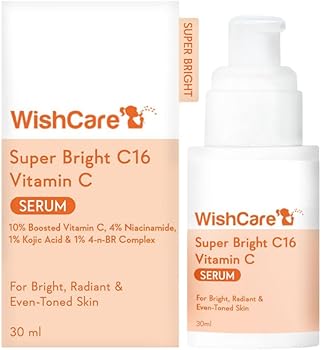 SUPER BRIGHT
WishCare
Super Bright C16
Vitamin C
SERUM
10% Boosted Vitamin C, 4% Niacinamide,
1% Kojic Acid & 1% 4-n-BR Complex
For Bright, Radiant &
Even-Toned Skin
30 ml
WishCare
Super Bright C16
Vitamin C
SERUM
For Bright, Radiant &
Even-Toned Skin
30ml